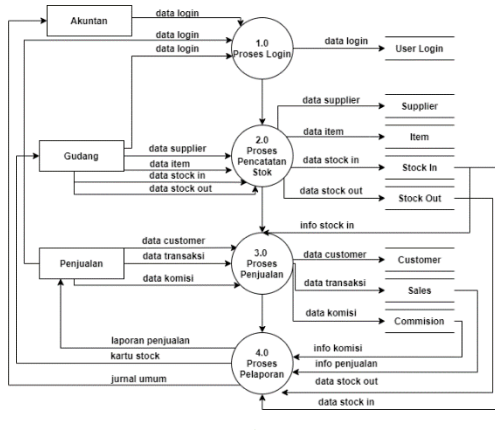 Akuntan
data login
data login
data login
1.0
Proses Login
data login
User Login
Gudang
data supplier
data item
data stock in
data stock out
2.0
Proses
Pencatatan
Stok
data supplier
Supplier
data item
Item
data stock in
Stock In
data stock out
Stock Out
info stock in
Penjualan
data customer
data transaksi
data komisi
3.0
Proses
Penjualan
data customer
Customer
data transaksi
Sales
data komisi
Commision
laporan penjualan
kartu stock
jurnal umum
4.0
Proses
Pelaporan
info komisi
info penjualan
data stock out
data stock in